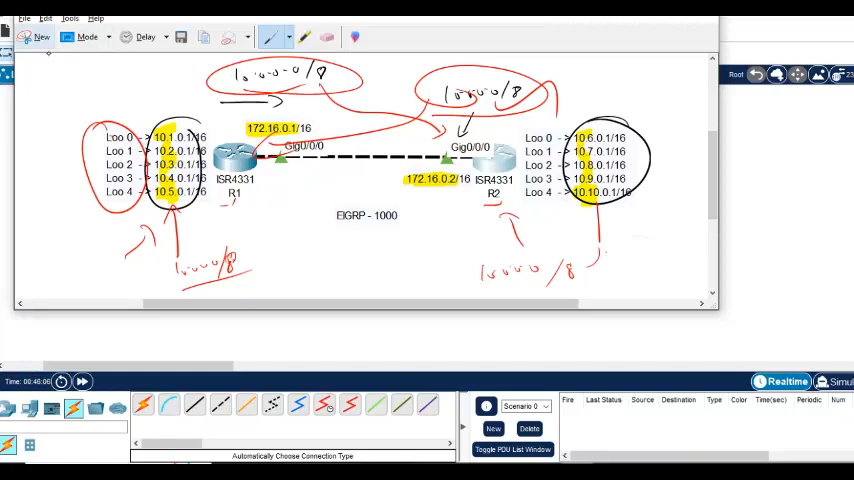 File Edit Tools Help
New Mode Delay
Root
10.0.0.0/8
10.0.0.0/8
172.16.0.1/16
Loo 0 -> 10.1.0.1/16
Loo 1 -> 10.2.0.1/16
Loo 2 -> 10.3.0.1/16
Loo 3 -> 10.4.0.1/16
Loo 4 -> 10.5.0.1/16
Gig0/0/0
ISR4331
R1
Gig0/0/0
172.16.0.2/16
ISR4331
R2
Loo 0 -> 10.6.0.1/16
Loo 1 -> 10.7.0.1/16
Loo 2 -> 10.8.0.1/16
Loo 3 -> 10.9.0.1/16
Loo 4 -> 10.10.0.1/16
EIGRP - 1000
10.0.0.0/8
10.0.0.0/8
Time: 00:46:06
Realtime
Simul
Scenario 0
New Delete
Toggle PDU List Window
Fire Last Status Source Destination Type Color Time(sec) Periodic Num
Automatically Choose Connection Type